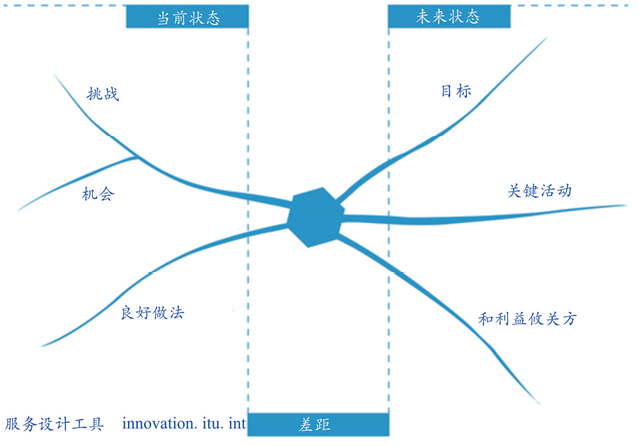 当前状态
未来状态
挑战
目标
机会
关键活动
良好做法
和利益攸关方
服务设计工具 innovation. itu. int
差距